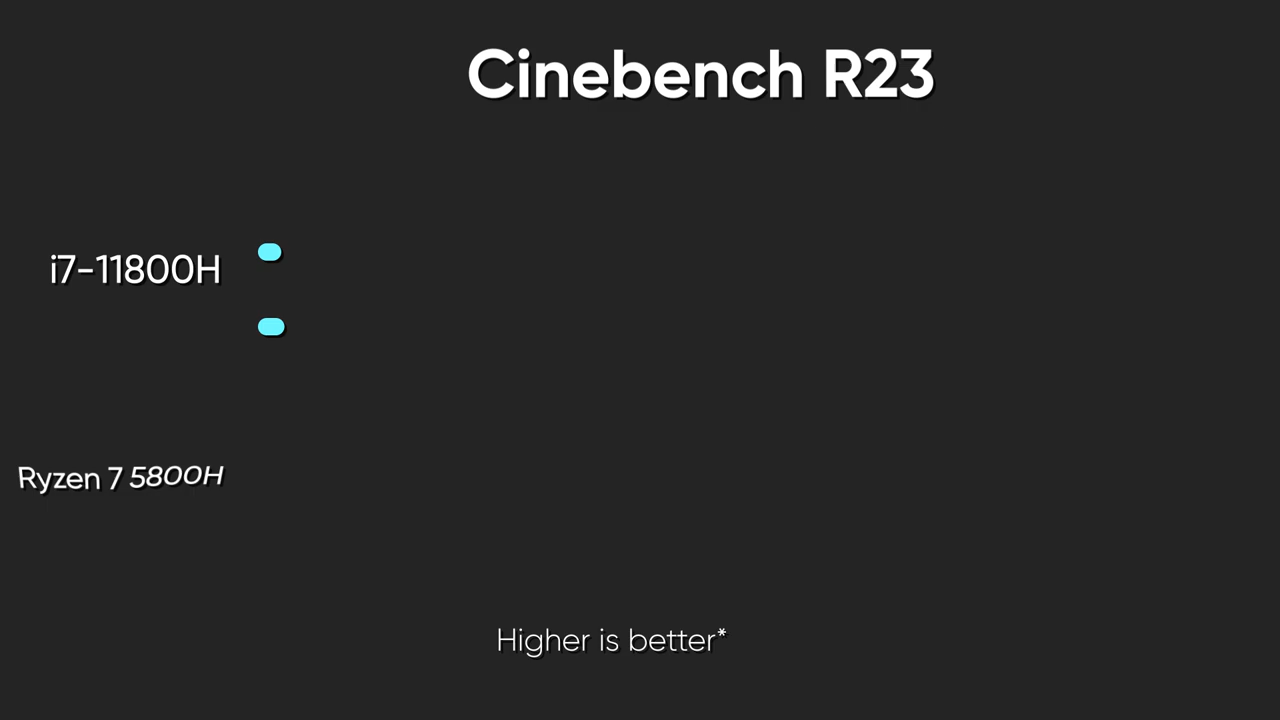 Cinebench R23
i7-11800H
Ryzen 7 5800H
Higher is better*